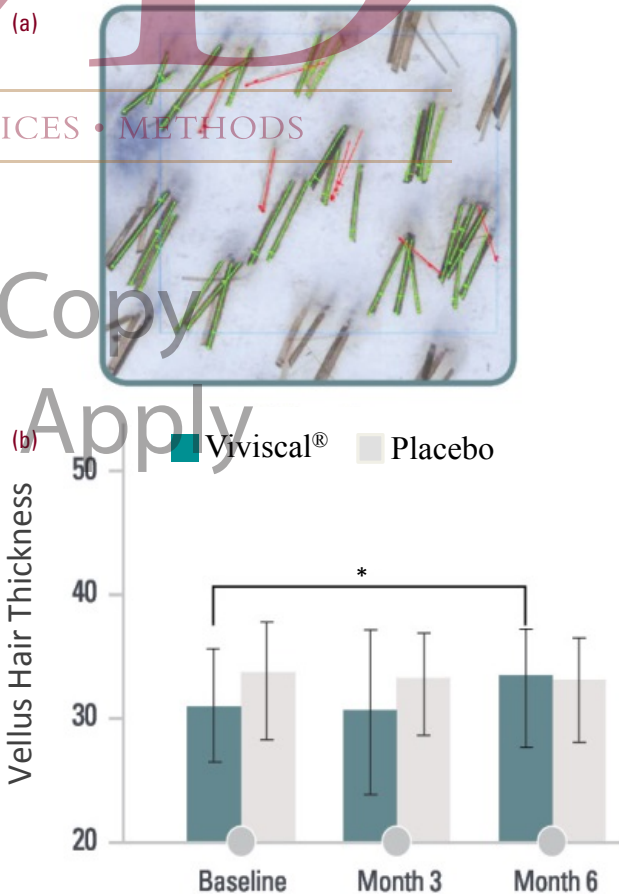 (a)
ICES • METHODS
Copy
Apply
(b)
Viviscal® Placebo
Vellus Hair Thickness
50
40
30
20
*
Baseline Month 3 Month 6